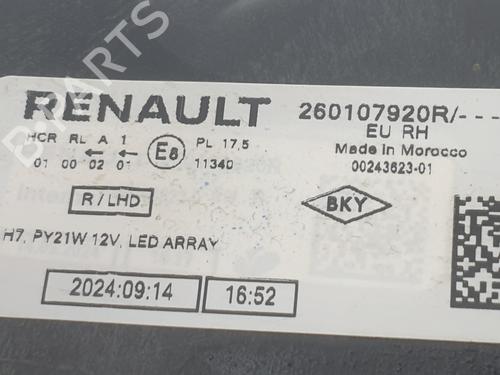 RENAULT
260107920R/---
EU RH
Made in Morocco
00243623-01
HCR RL A 1
01 00 02 01
E8
PL 17,5
11340
R/LHD
BKY
H7, PY21W 12V, LED ARRAY
2024:09:14
16:52
B PARTS